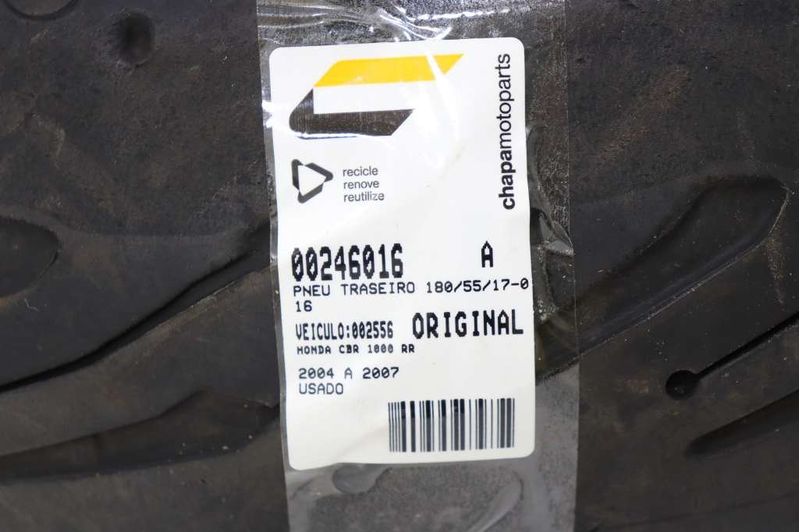 chapamotoparts
recicle
renove
reutilize
00246016 A
PNEU TRASEIRO 180/55/17-0
16
VEICULO:002556 ORIGINAL
HONDA CBR 1000 RR
2004 A 2007
USADO